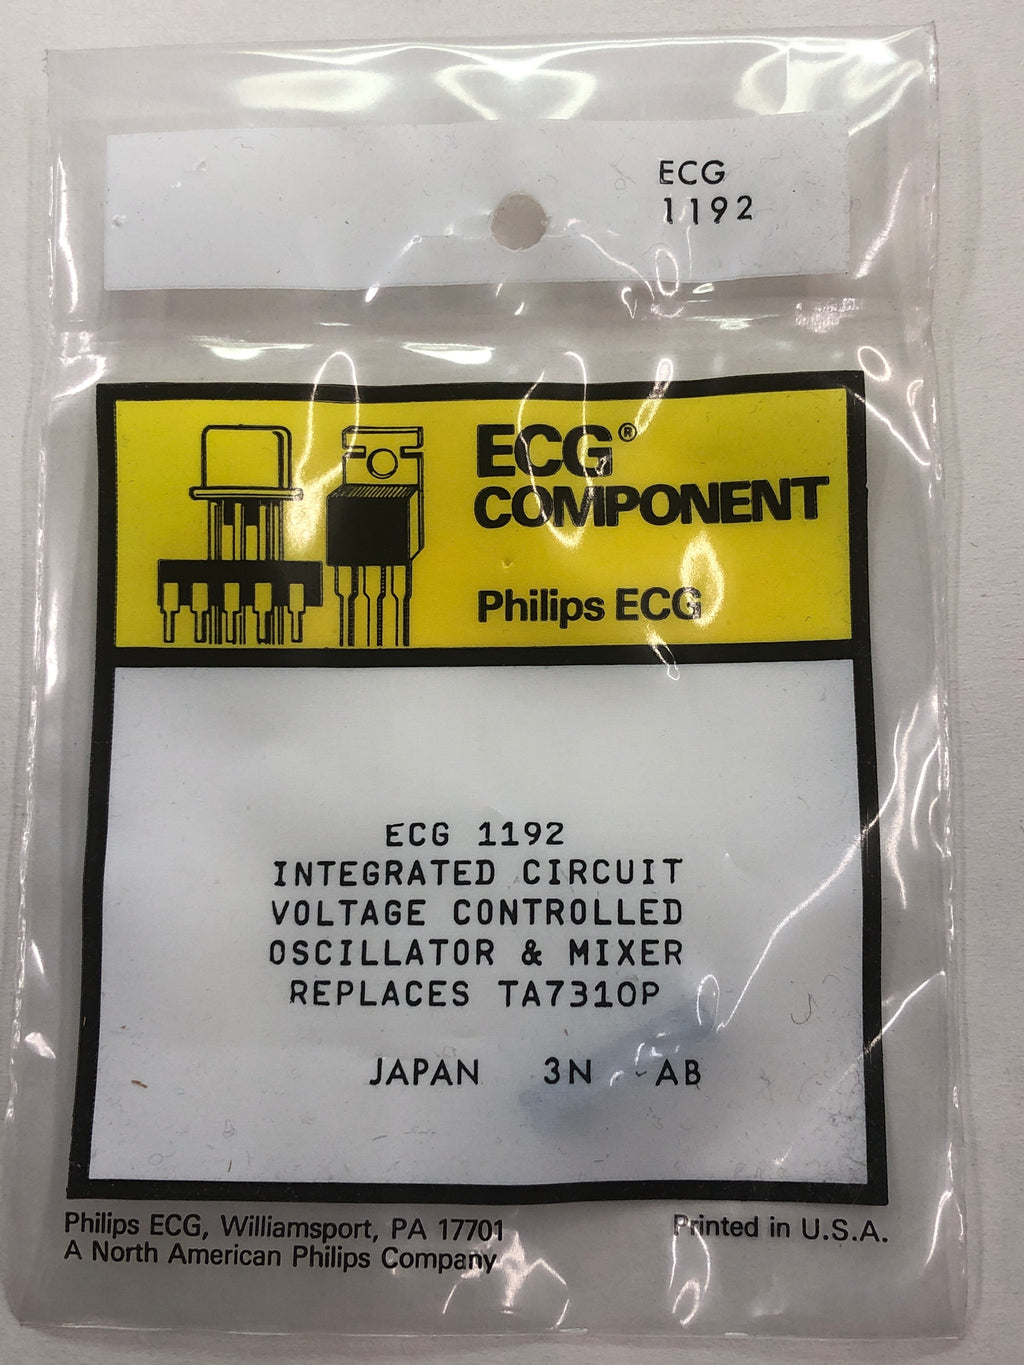 ECG
1192
ECG®
COMPONENT
Philips ECG
ECG 1192
INTEGRATED CIRCUIT
VOLTAGE CONTROLLED
OSCILLATOR & MIXER
REPLACES TA7310P
JAPAN 3N AB
Philips ECG, Williamsport, PA 17701
A North American Philips Company
Printed in U.S.A.